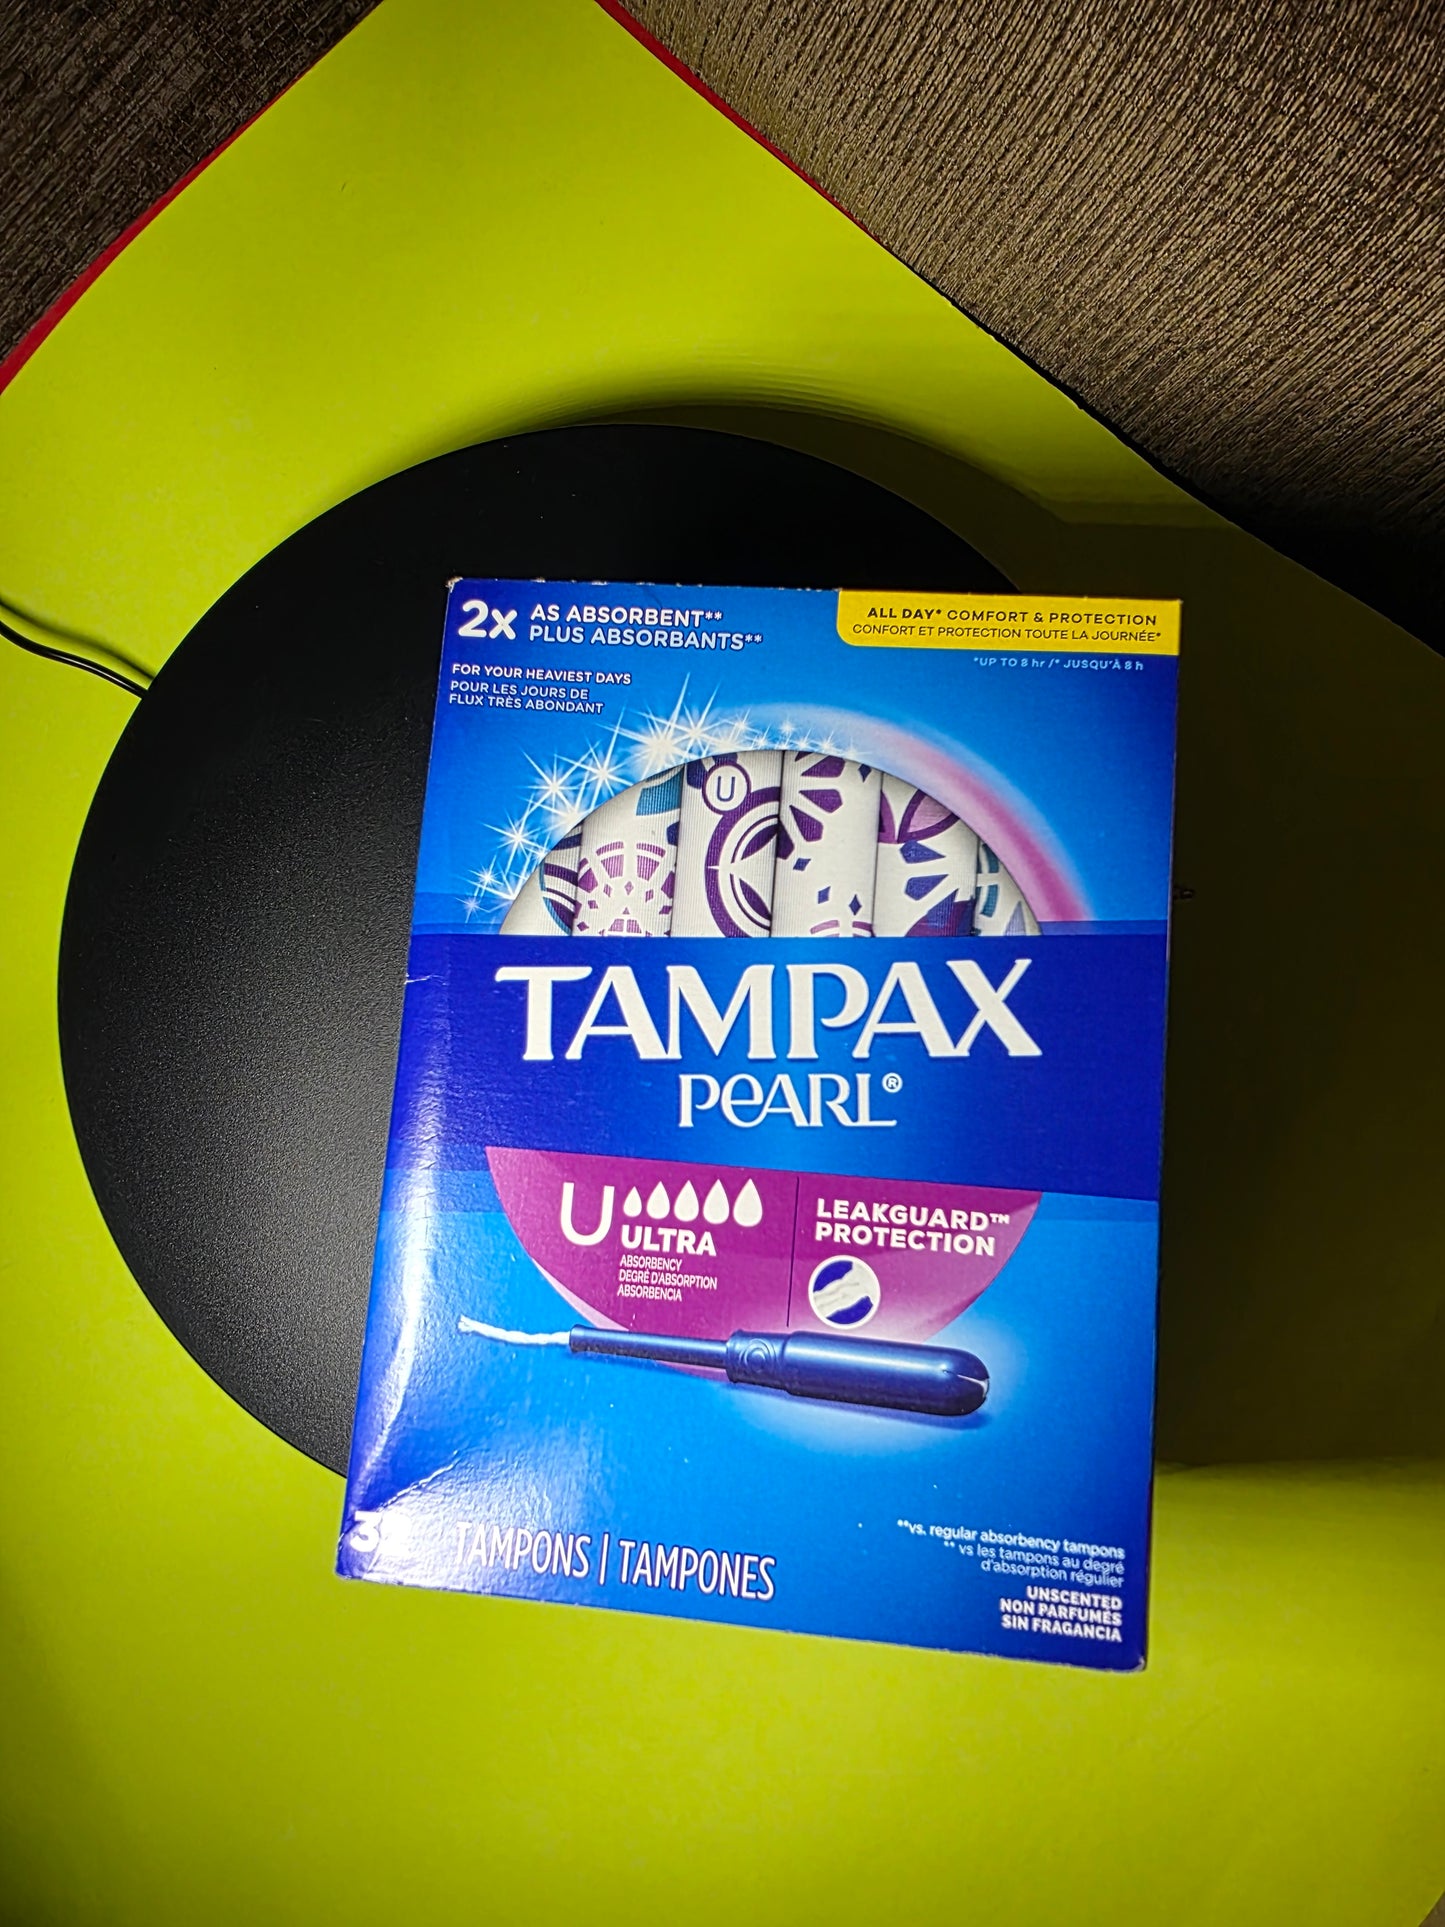 2x AS ABSORBENT**
PLUS ABSORBANTS**
FOR YOUR HEAVIEST DAYS
POUR LES JOURS DE
FLUX TRÈS ABONDANT
ALL DAY* COMFORT & PROTECTION
CONFORT ET PROTECTION TOUTE LA JOURNÉE*
*UP TO 8 hr /* JUSQU'À 8 h
U
TAMPAX
PEARL®
U ULTRA
ABSORBENCY
DEGRÉ D'ABSORPTION
ABSORBENCIA
LEAKGUARD™
PROTECTION
TAMPONS | TAMPONES
**vs. regular absorbency tampons
** vs les tampons au degré
d'absorption régulier
UNSCENTED
NON PARFUMÉS
SIN FRAGANCIA